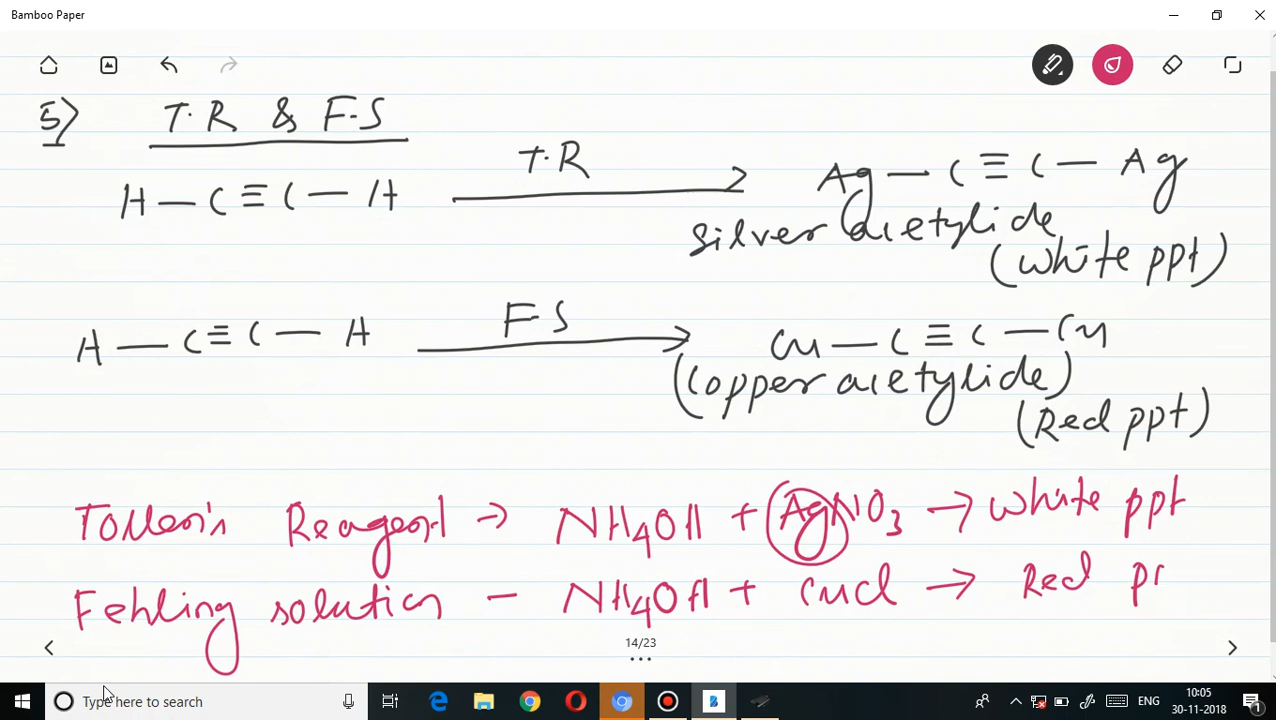 Bamboo Paper
5> T.R & F-S
H-C≡C-H T.R → Ag-C≡C-Ag
silver acetylide
(white ppt)
H-C≡C-H F-S → Cu-C≡C-Cu
(copper acetylide)
(Red ppt)
Tollen's Reagent → NH4OH + AgNO3 → white ppt
Fehling solution - NH4OH + CuCl → Red pr
14/23
Type here to search
ENG
10:05
30-11-2018
1